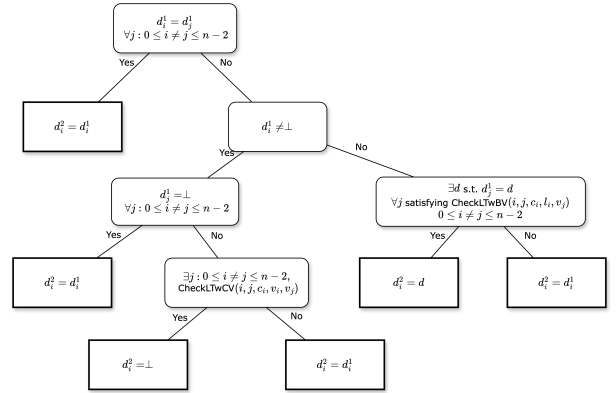 d_i^1 = d_j^1
∀j : 0 ≤ i ≠ j ≤ n − 2
Yes
No
d_i^2 = d_i^1
d_i^1 ≠⊥
Yes
No
d_j^1 =⊥
∀j : 0 ≤ i ≠ j ≤ n − 2
∃d s.t. d_j^1 = d
∀j satisfying CheckLTwBV(i, j, c_i, l_i, v_j)
0 ≤ i ≠ j ≤ n − 2
Yes
No
Yes
No
d_i^2 = d_i^1
∃j : 0 ≤ i ≠ j ≤ n − 2,
CheckLTwCV(i, j, c_i, v_i, v_j)
d_i^2 = d
d_i^2 = d_i^1
Yes
No
d_i^2 =⊥
d_i^2 = d_i^1